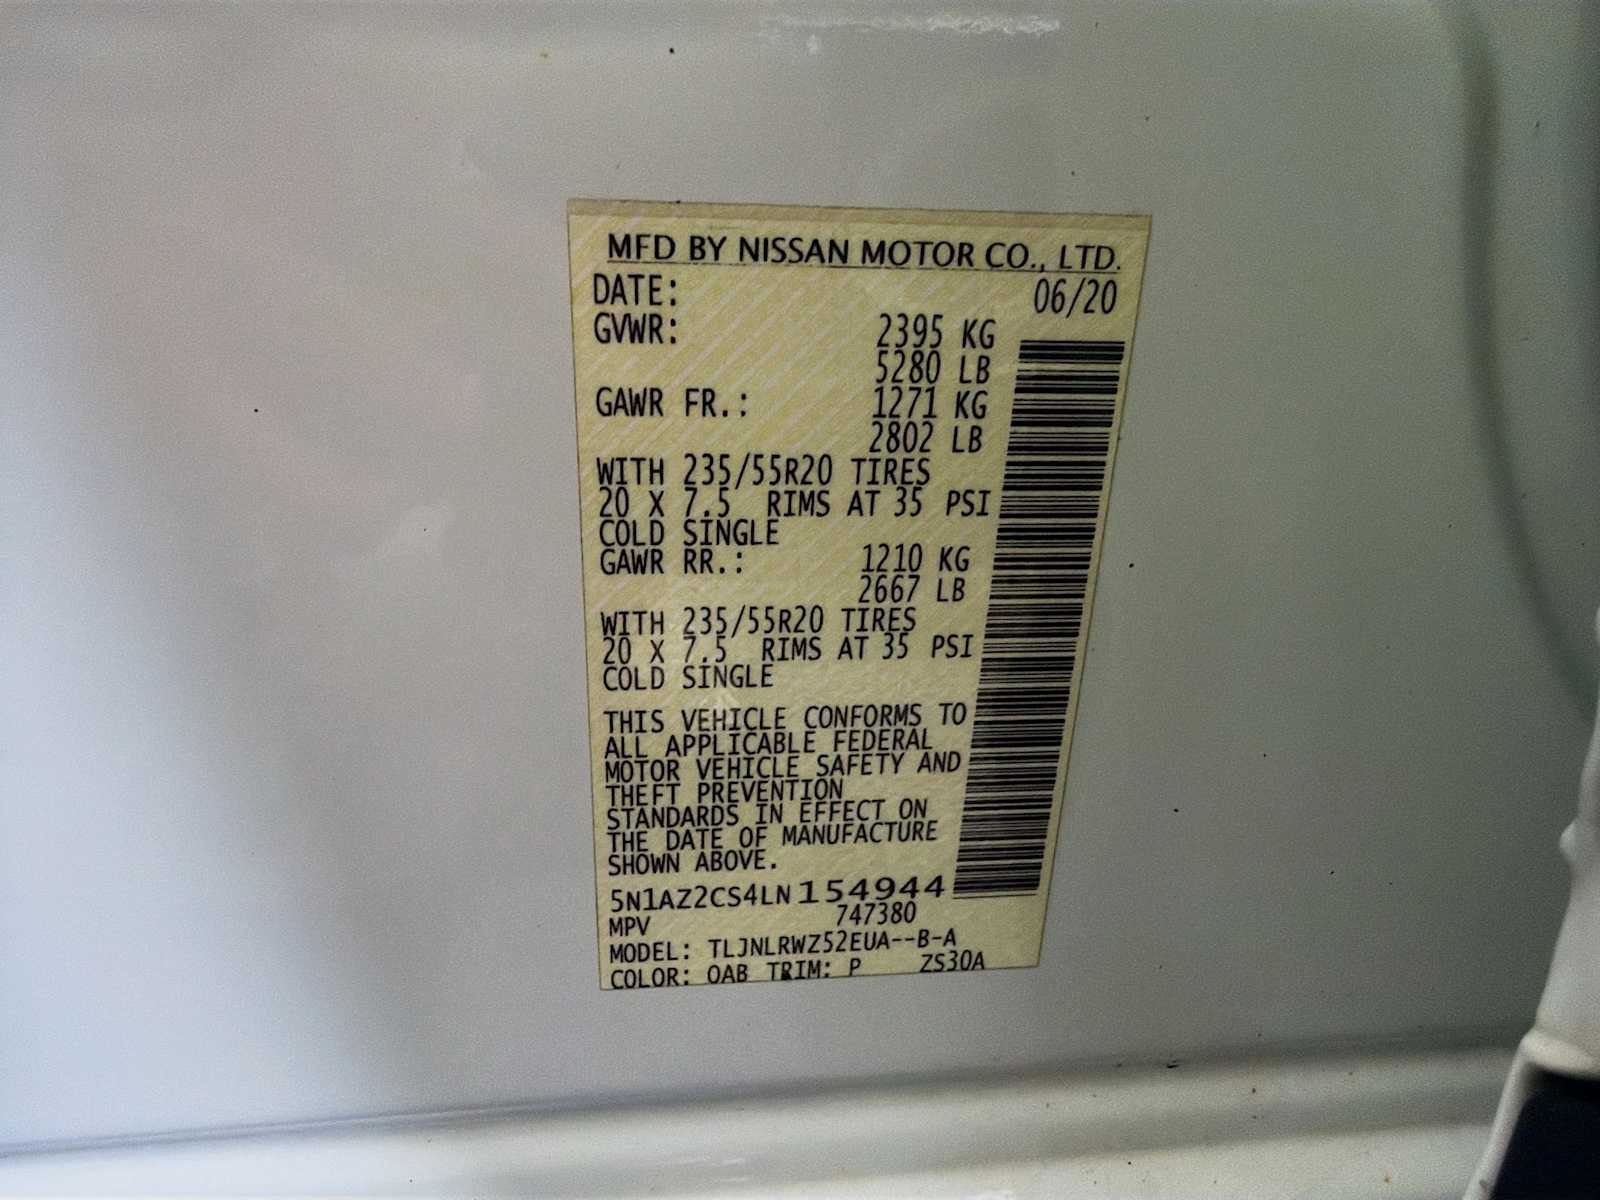 MFD BY NISSAN MOTOR CO., LTD.
DATE: 06/20
GVWR: 2395 KG
5280 LB
GAWR FR.: 1271 KG
2802 LB
WITH 235/55R20 TIRES
20 X 7.5 RIMS AT 35 PSI
COLD SINGLE
GAWR RR.: 1210 KG
2667 LB
WITH 235/55R20 TIRES
20 X 7.5 RIMS AT 35 PSI
COLD SINGLE
THIS VEHICLE CONFORMS TO
ALL APPLICABLE FEDERAL
MOTOR VEHICLE SAFETY AND
THEFT PREVENTION
STANDARDS IN EFFECT ON
THE DATE OF MANUFACTURE
SHOWN ABOVE.
5N1AZ2CS4LN154944
MPV 747380
MODEL: TLJNLRWZ52EUA--B-A
COLOR: QAB TRIM: P ZS30A